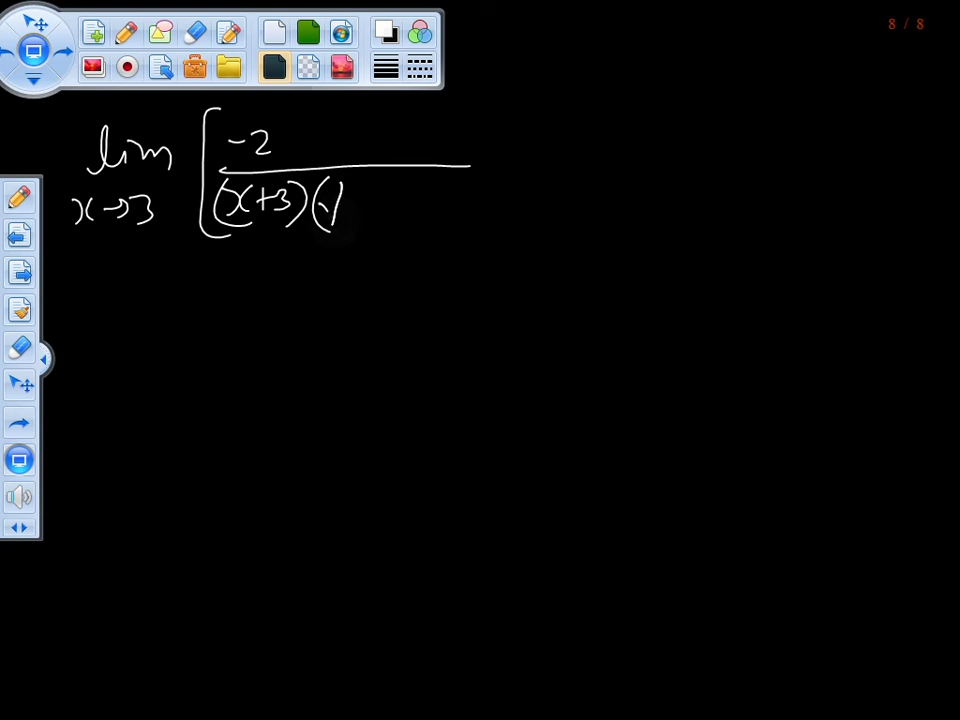 8 / 8
lim [ -2
x→3 (x+3)(